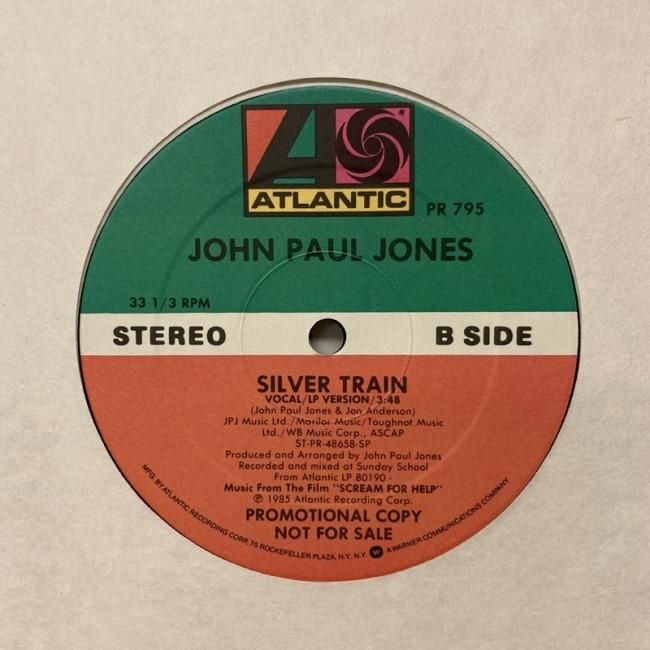 ATLANTIC
PR 795
JOHN PAUL JONES
33 1/3 RPM
STEREO B SIDE
SILVER TRAIN
VOCAL/LP VERSION/3:48
(John Paul Jones & Jon Anderson)
JPJ Music Ltd./Marilor Music/Toughnot Music
Ltd./WB Music Corp., ASCAP
ST-PR-48658-SP
Produced and Arranged by John Paul Jones
Recorded and mixed at Sunday School
From Atlantic LP 80190 -
Music From The Film "SCREAM FOR HELP"
℗ 1985 Atlantic Recording Corp.
PROMOTIONAL COPY
NOT FOR SALE
MFG. BY ATLANTIC RECORDING CORP., 75 ROCKEFELLER PLAZA, N.Y., N.Y. W A WARNER COMMUNICATIONS COMPANY